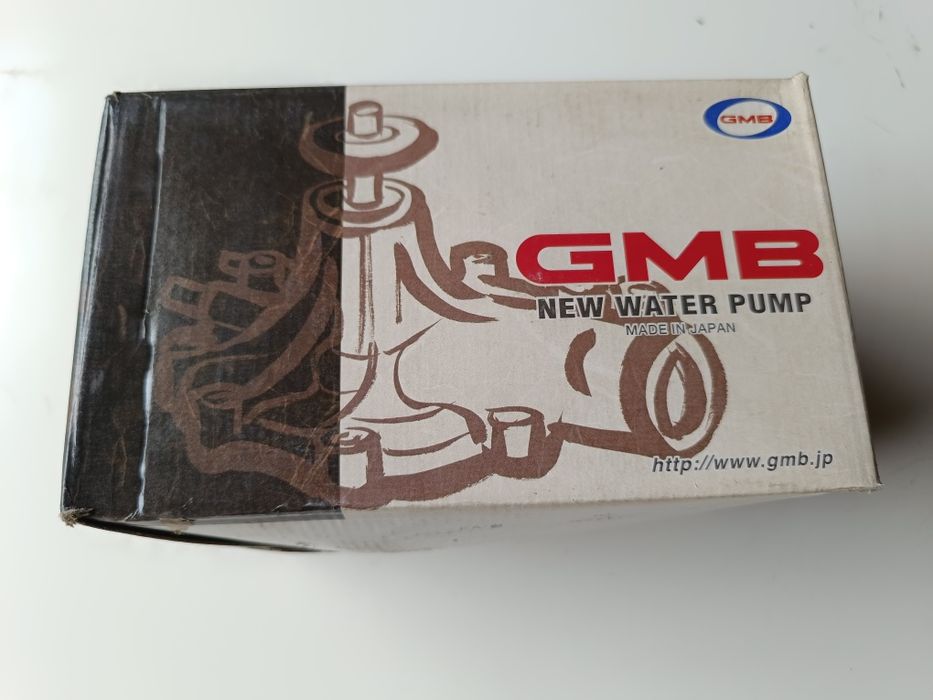 GMB
GMB
NEW WATER PUMP
MADE IN JAPAN
http://www.gmb.jp